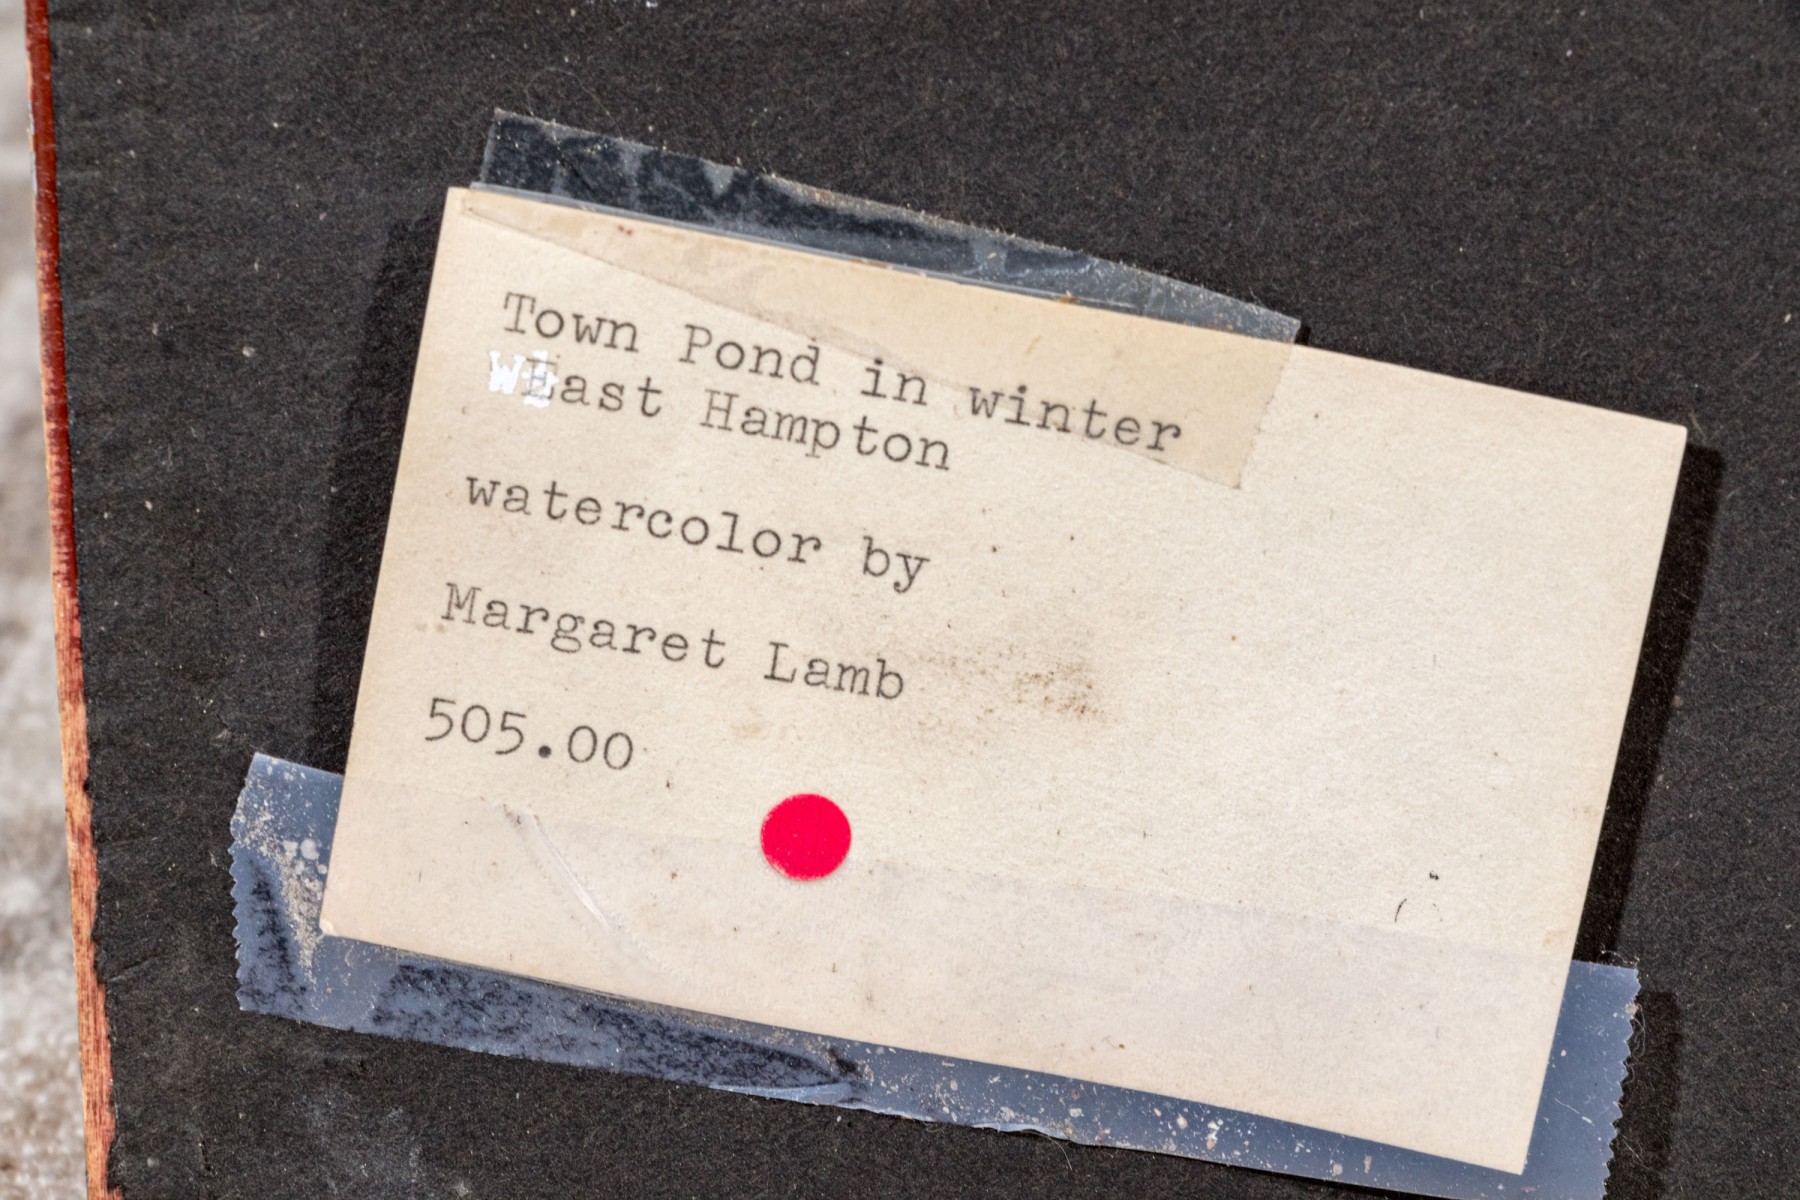 Town Pond in winter
East Hampton
watercolor by
Margaret Lamb
505.00